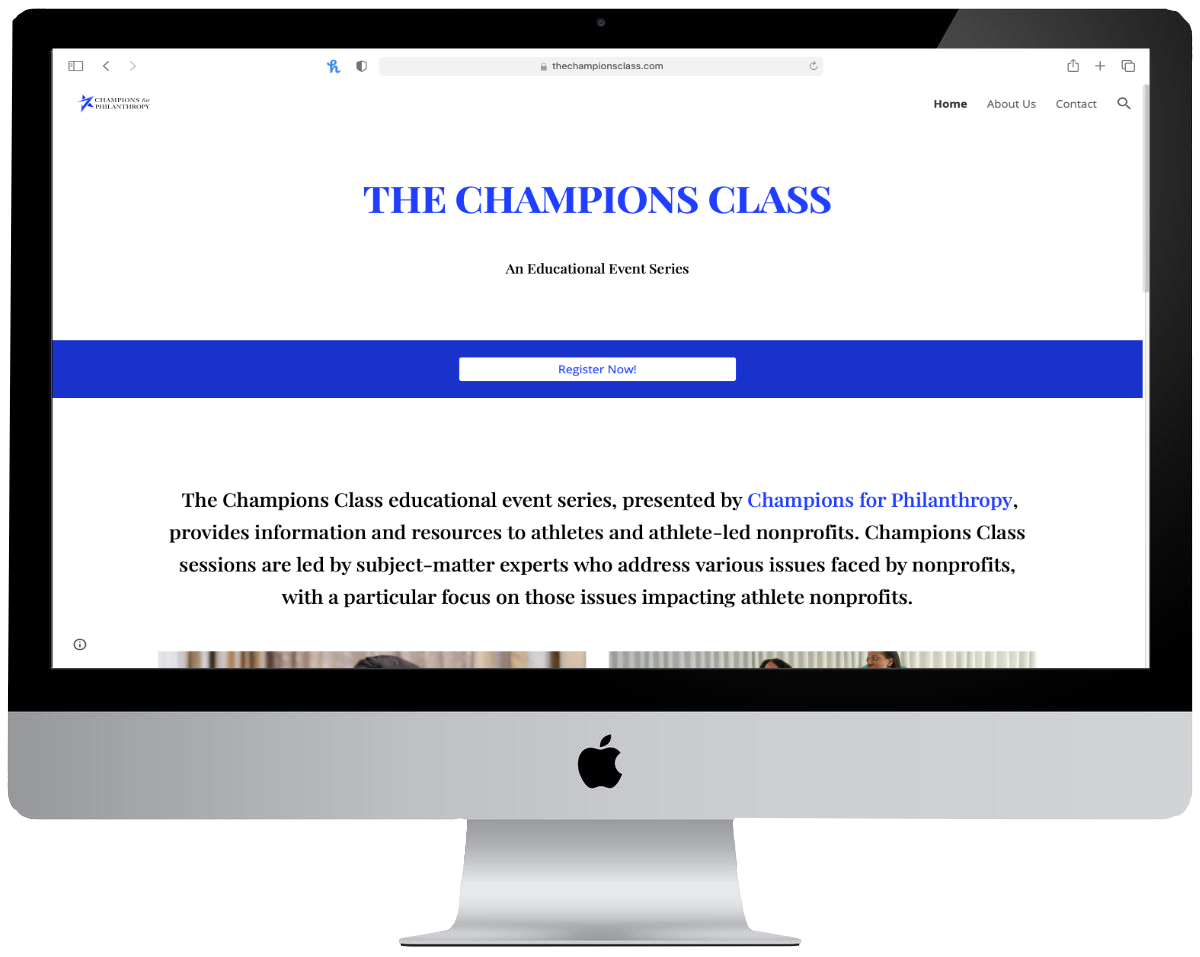 thechampionsclass.com
CHAMPIONS for
PHILANTHROPY
Home About Us Contact
THE CHAMPIONS CLASS
An Educational Event Series
Register Now!
The Champions Class educational event series, presented by Champions for Philanthropy,
provides information and resources to athletes and athlete-led nonprofits. Champions Class
sessions are led by subject-matter experts who address various issues faced by nonprofits,
with a particular focus on those issues impacting athlete nonprofits.